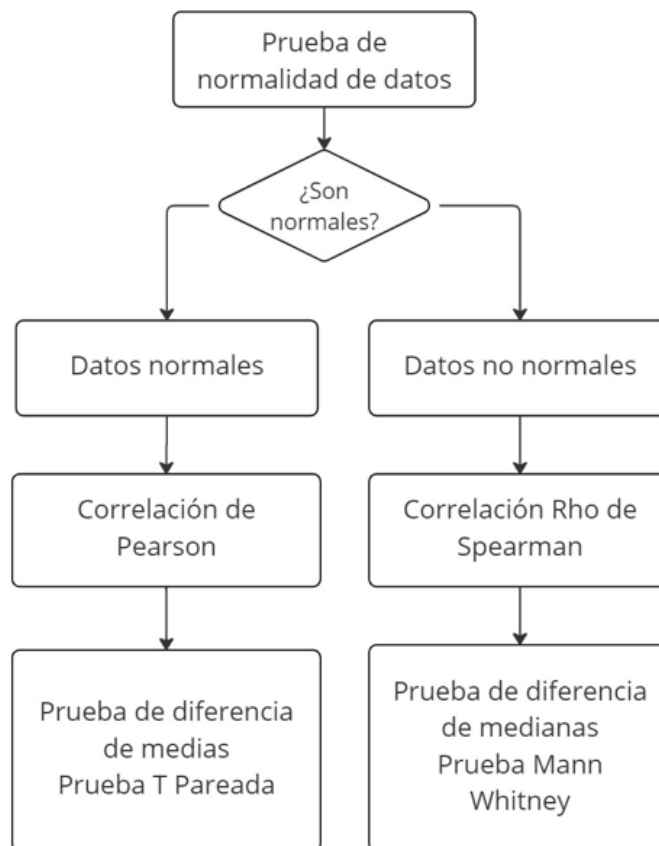 Prueba de
normalidad de datos
¿Son
normales?
Datos normales
Datos no normales
Correlación de
Pearson
Correlación Rho de
Spearman
Prueba de diferencia
de medias
Prueba T Pareada
Prueba de diferencia
de medianas
Prueba Mann
Whitney